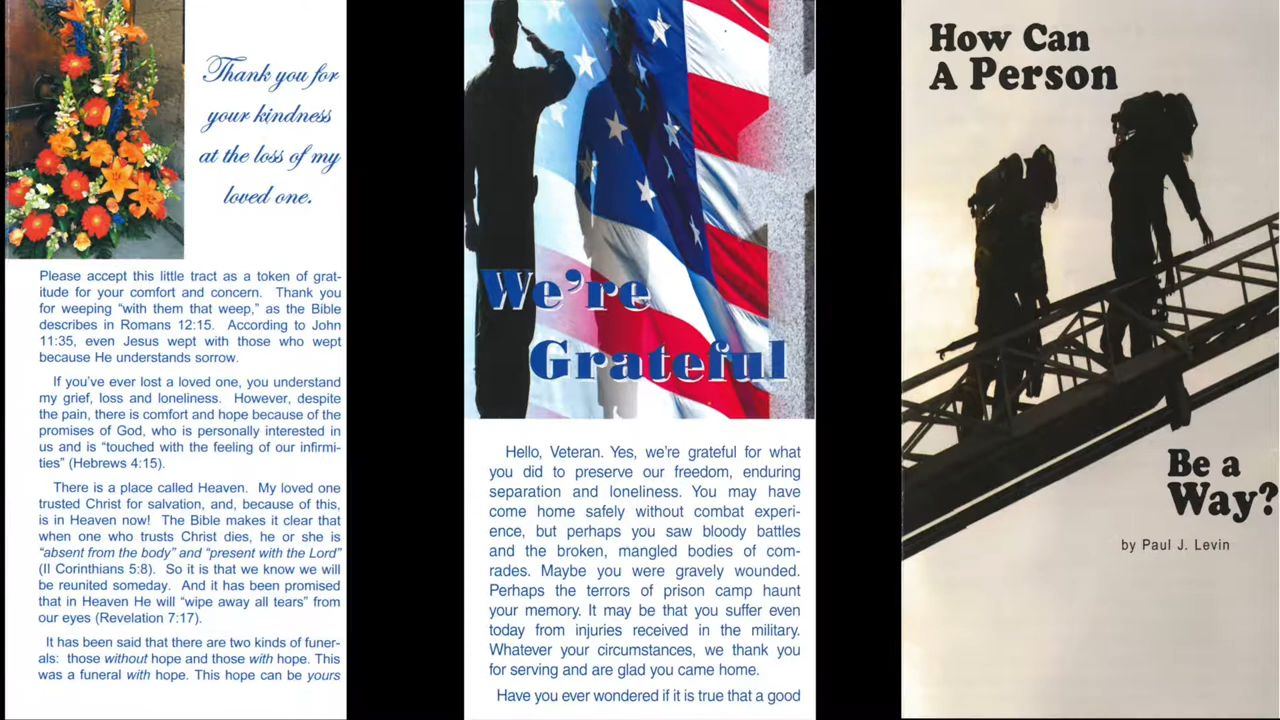 Thank you for
your kindness
at the loss of my
loved one.
Please accept this little tract as a token of grat-
itude for your comfort and concern. Thank you
for weeping “with them that weep,” as the Bible
describes in Romans 12:15. According to John
11:35, even Jesus wept with those who wept
because He understands sorrow.
If you’ve ever lost a loved one, you understand
my grief, loss and loneliness. However, despite
the pain, there is comfort and hope because of the
promises of God, who is personally interested in
us and is “touched with the feeling of our infirmi-
ties” (Hebrews 4:15).
There is a place called Heaven. My loved one
trusted Christ for salvation, and, because of this,
is in Heaven now! The Bible makes it clear that
when one who trusts Christ dies, he or she is
“absent from the body” and “present with the Lord”
(II Corinthians 5:8). So it is that we know we will
be reunited someday. And it has been promised
that in Heaven He will “wipe away all tears” from
our eyes (Revelation 7:17).
It has been said that there are two kinds of funer-
als: those without hope and those with hope. This
was a funeral with hope. This hope can be yours
We’re
Grateful
Hello, Veteran. Yes, we’re grateful for what
you did to preserve our freedom, enduring
separation and loneliness. You may have
come home safely without combat experi-
ence, but perhaps you saw bloody battles
and the broken, mangled bodies of com-
rades. Maybe you were gravely wounded.
Perhaps the terrors of prison camp haunt
your memory. It may be that you suffer even
today from injuries received in the military.
Whatever your circumstances, we thank you
for serving and are glad you came home.
Have you ever wondered if it is true that a good
How Can
A Person
Be a
Way?
by Paul J. Levin